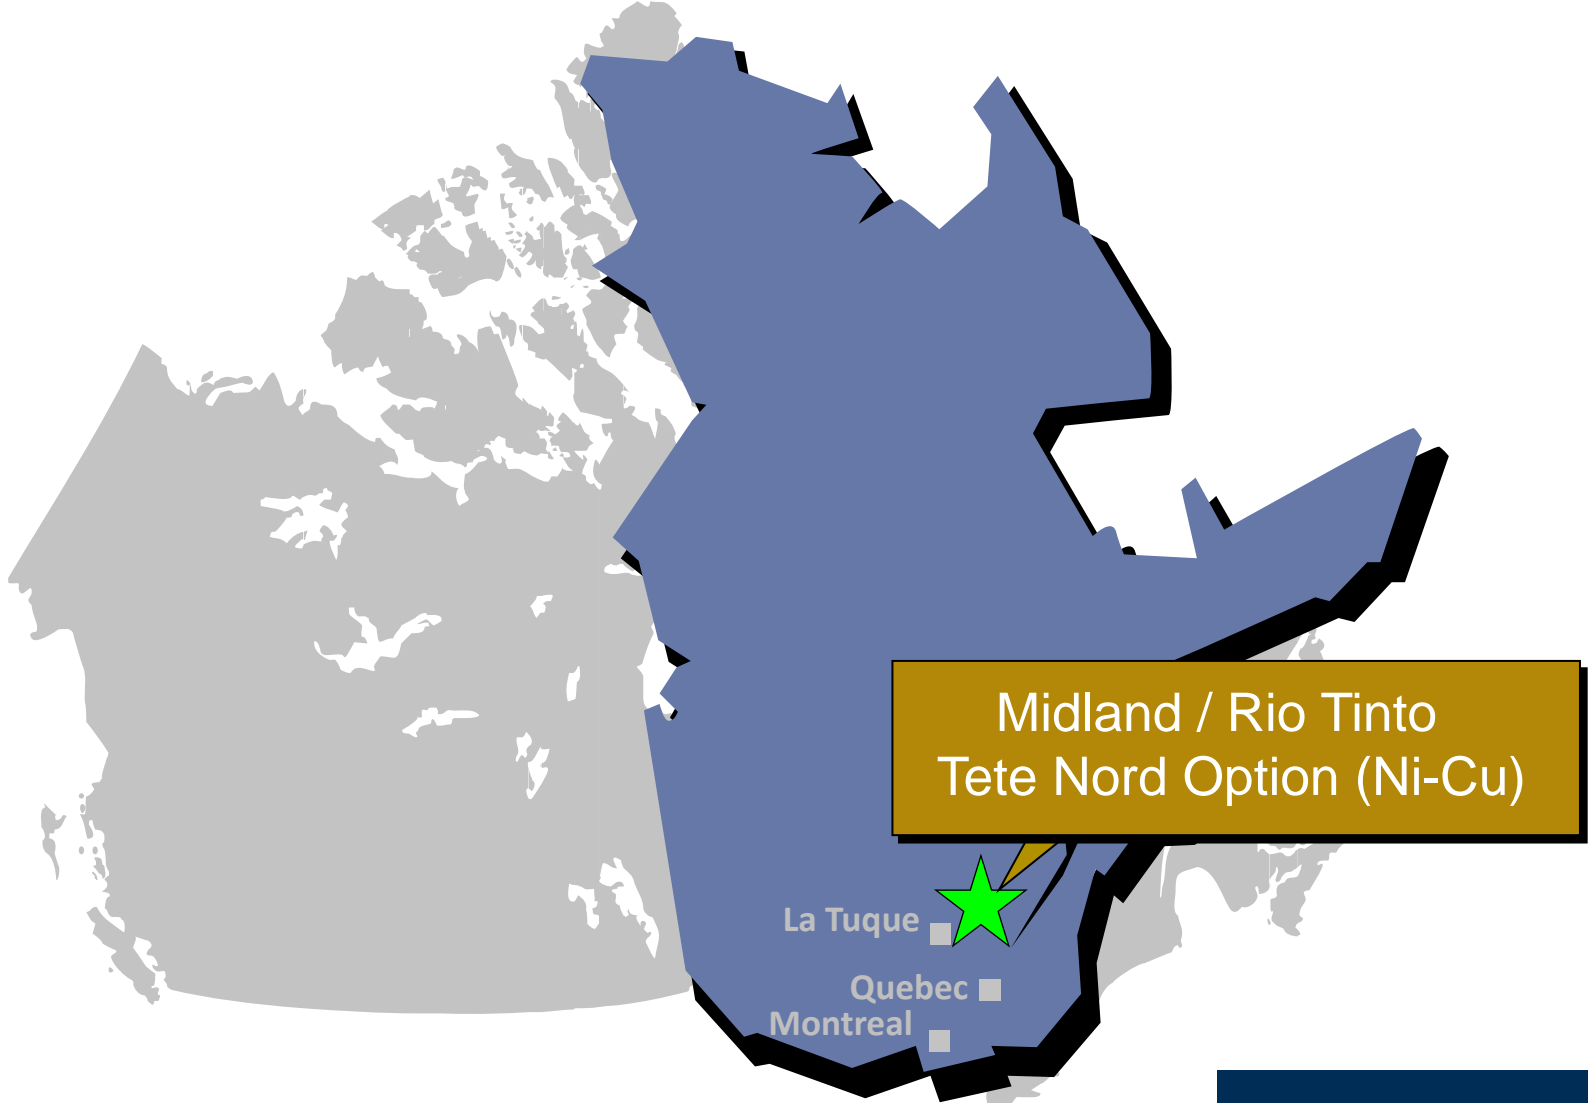 Midland / Rio Tinto
Tete Nord Option (Ni-Cu)
La Tuque
Quebec
Montreal